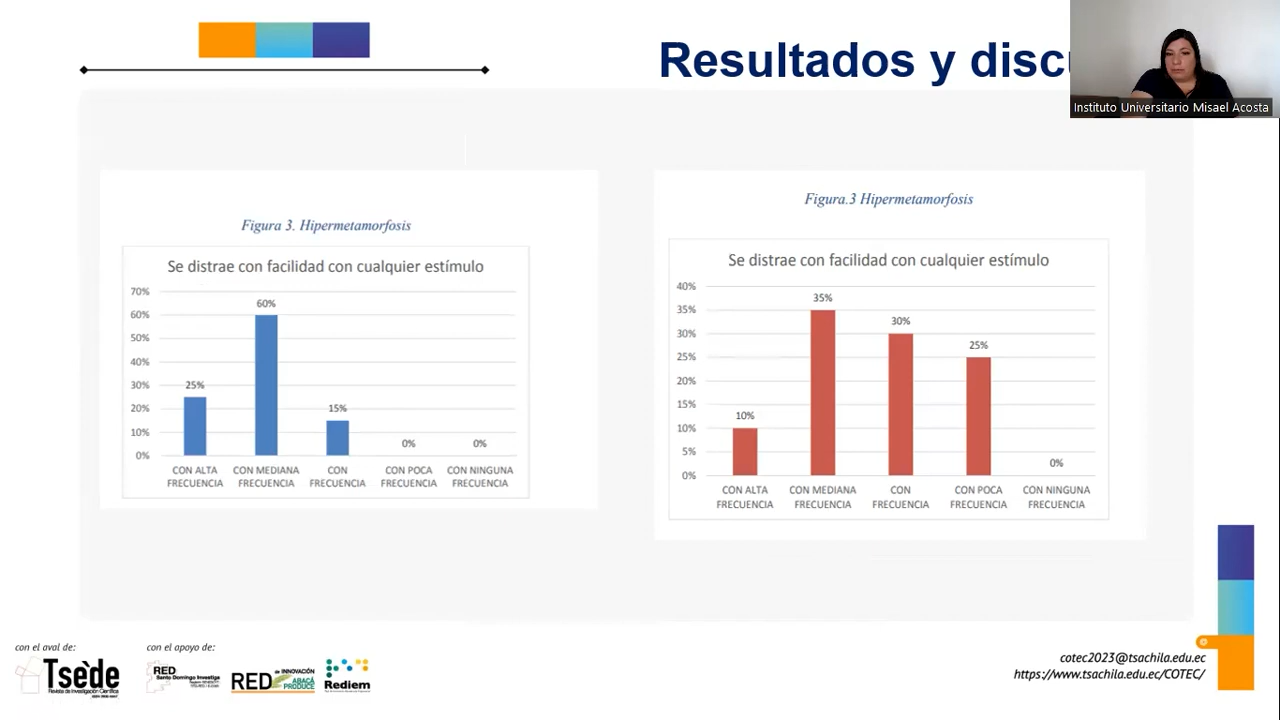 Resultados y discu
Instituto Universitario Misael Acosta
Figura 3. Hipermetamorfosis
Se distrae con facilidad con cualquier estímulo
70%
60%
50%
40%
30%
20%
10%
0%
25%
60%
15%
0%
0%
CON ALTA FRECUENCIA
CON MEDIANA FRECUENCIA
CON FRECUENCIA
CON POCA FRECUENCIA
CON NINGUNA FRECUENCIA
Figura.3 Hipermetamorfosis
Se distrae con facilidad con cualquier estímulo
40%
35%
30%
25%
20%
15%
10%
5%
0%
10%
35%
30%
25%
0%
CON ALTA FRECUENCIA
CON MEDIANA FRECUENCIA
CON FRECUENCIA
CON POCA FRECUENCIA
CON NINGUNA FRECUENCIA
con el aval de:
Tsède
Revista de Investigación Científica
con el apoyo de:
RED
Santo Domingo Investiga
RED DE INNOVACIÓN
ABACÁ PRODUCE
Rediem
cotec2023@tsachila.edu.ec
https://www.tsachila.edu.ec/COTEC/